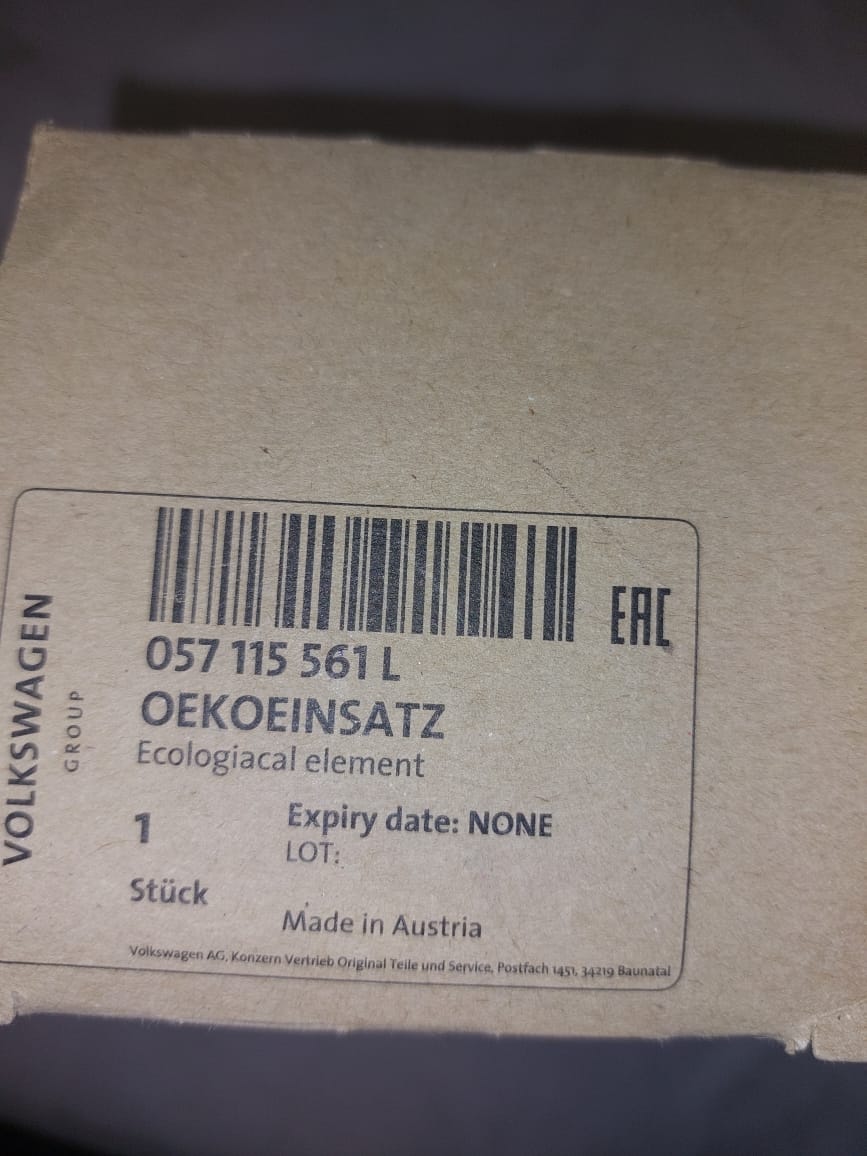 VOLKSWAGEN
GROUP
EAC
057 115 561 L
OEKOEINSATZ
Ecologiacal element
1
Expiry date: NONE
LOT:
Stück
Made in Austria
Volkswagen AG, Konzern Vertrieb Original Teile und Service, Postfach 1451, 34219 Baunatal